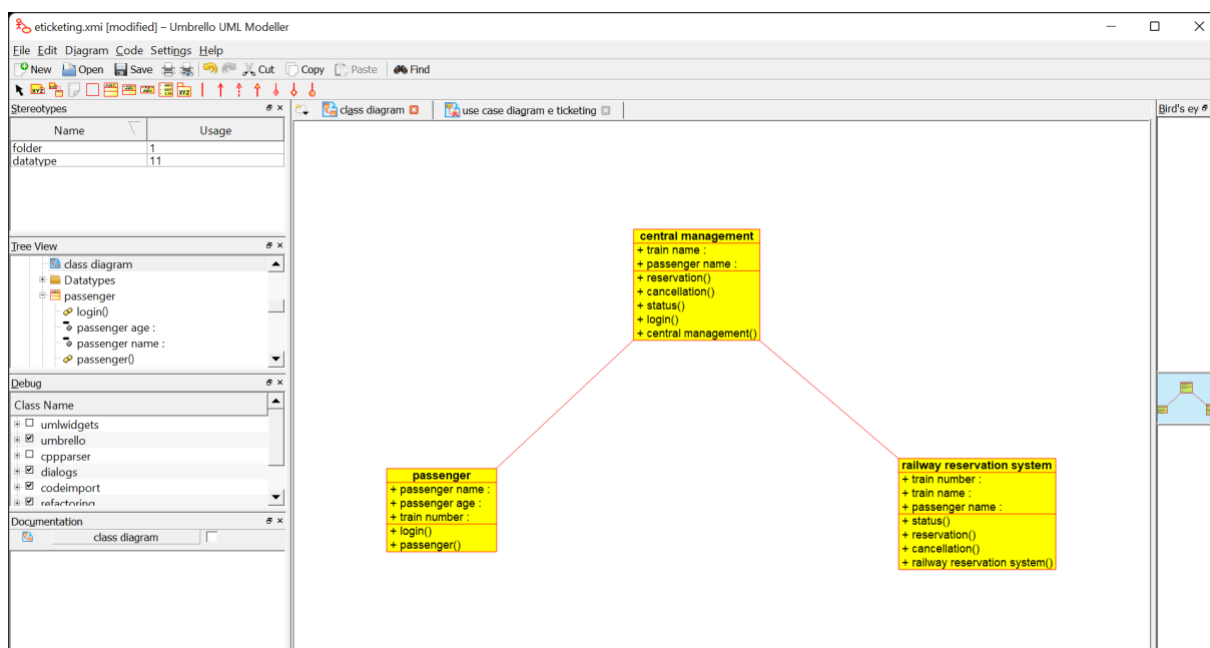 eticketing.xmi [modified] – Umbrello UML Modeller
File Edit Diagram Code Settings Help
New Open Save Cut Copy Paste Find
Stereotypes
Name Usage
folder 1
datatype 11
Tree View
class diagram
Datatypes
passenger
login()
passenger age :
passenger name :
passenger()
Debug
Class Name
umlwidgets
umbrello
cppparser
dialogs
codeimport
refactoring
Documentation
class diagram
class diagram
use case diagram e ticketing
central management
+ train name :
+ passenger name :
+ reservation()
+ cancellation()
+ status()
+ login()
+ central management()
passenger
+ passenger name :
+ passenger age :
+ train number :
+ login()
+ passenger()
railway reservation system
+ train number :
+ train name :
+ passenger name :
+ status()
+ reservation()
+ cancellation()
+ railway reservation system()
Bird's ey